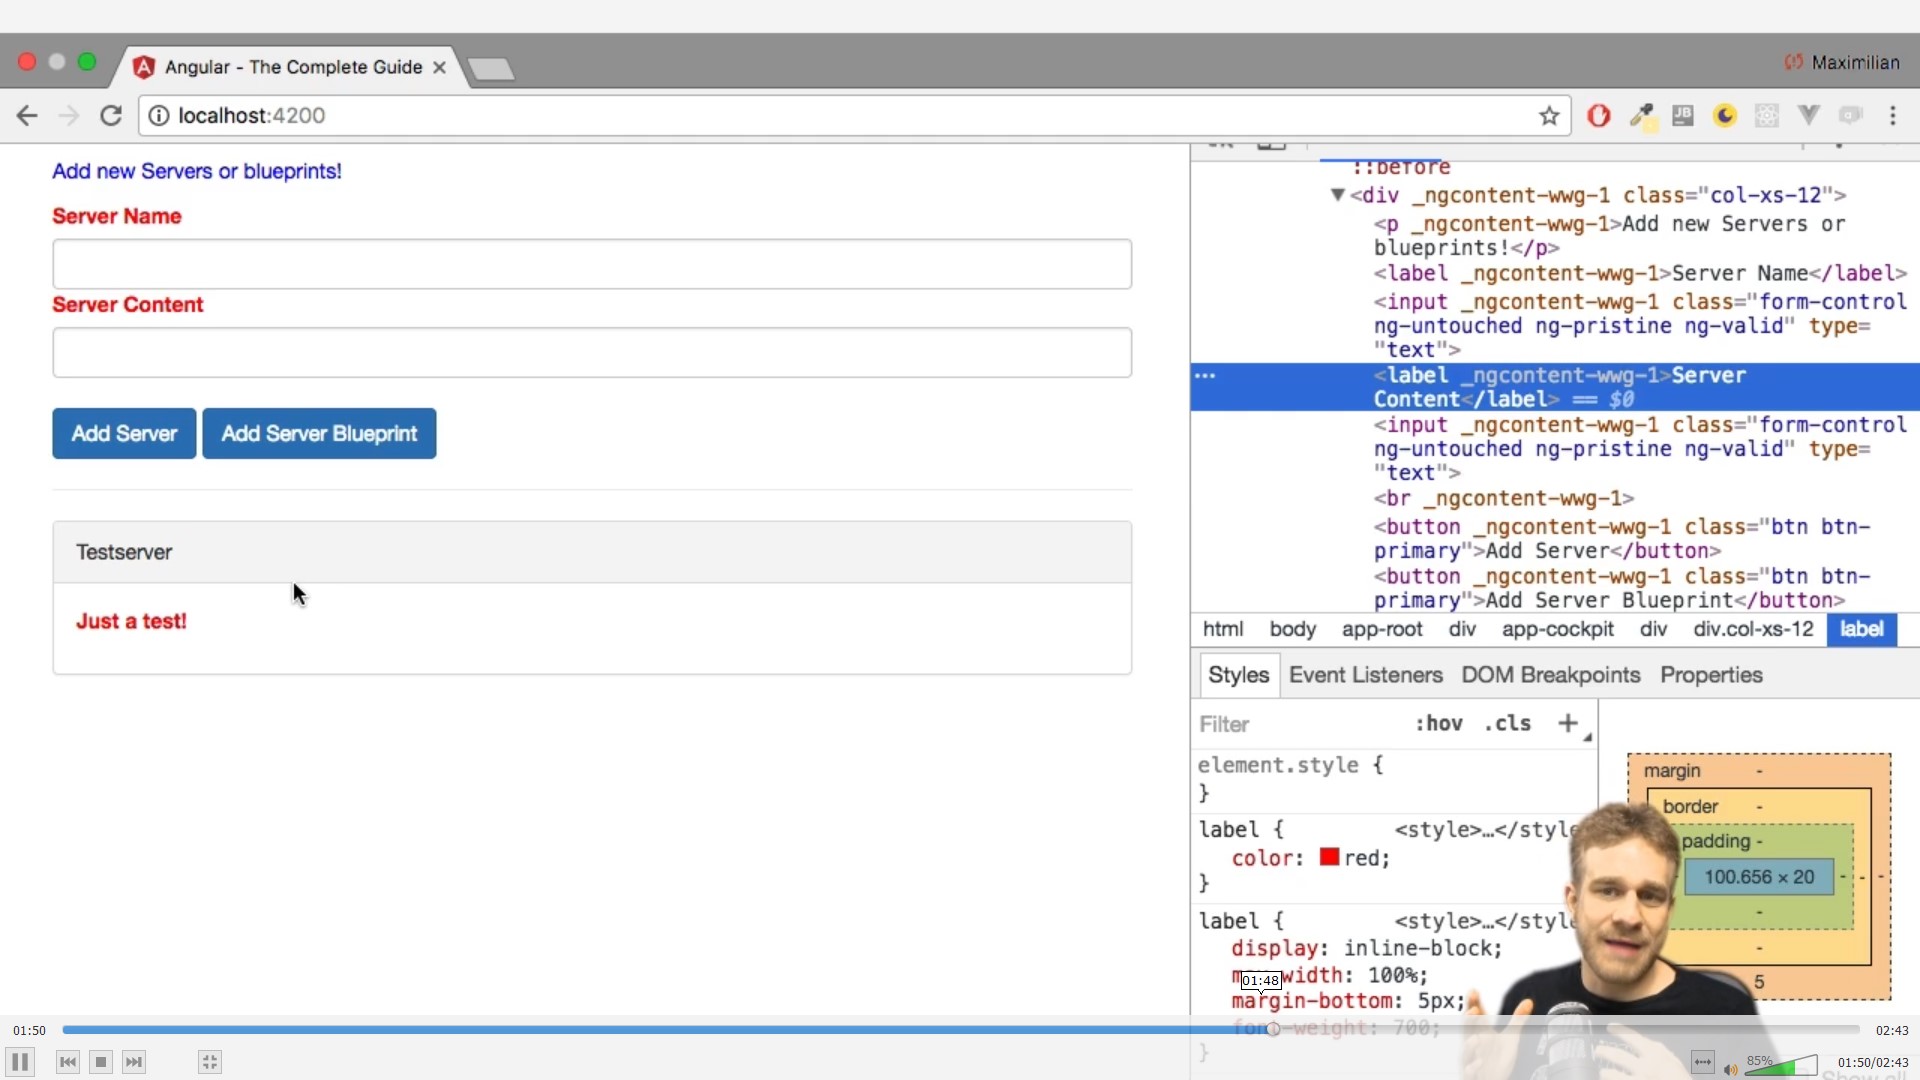 Angular - The Complete Guide
Maximilian
localhost:4200
Add new Servers or blueprints!
Server Name
Server Content
Add Server
Add Server Blueprint
Testserver
Just a test!
::before
<div _ngcontent-wwg-1 class="col-xs-12">
<p _ngcontent-wwg-1>Add new Servers or
blueprints!</p>
<label _ngcontent-wwg-1>Server Name</label>
<input _ngcontent-wwg-1 class="form-control
ng-untouched ng-pristine ng-valid" type=
"text">
<label _ngcontent-wwg-1>Server
Content</label> == $0
<input _ngcontent-wwg-1 class="form-control
ng-untouched ng-pristine ng-valid" type=
"text">
<br _ngcontent-wwg-1>
<button _ngcontent-wwg-1 class="btn btn-
primary">Add Server</button>
<button _ngcontent-wwg-1 class="btn btn-
primary">Add Server Blueprint</button>
html body app-root div app-cockpit div div.col-xs-12 label
Styles Event Listeners DOM Breakpoints Properties
Filter :hov .cls +
element.style {
}
label { <style>…</style
color: red;
}
label { <style>…</styl
display: inline-block;
width: 100%;
margin-bottom: 5px;
font-weight: 700;
}
margin -
border -
padding -
100.656 × 20
-
-
5
JB
01:48
01:50
02:43
85%
01:50/02:43